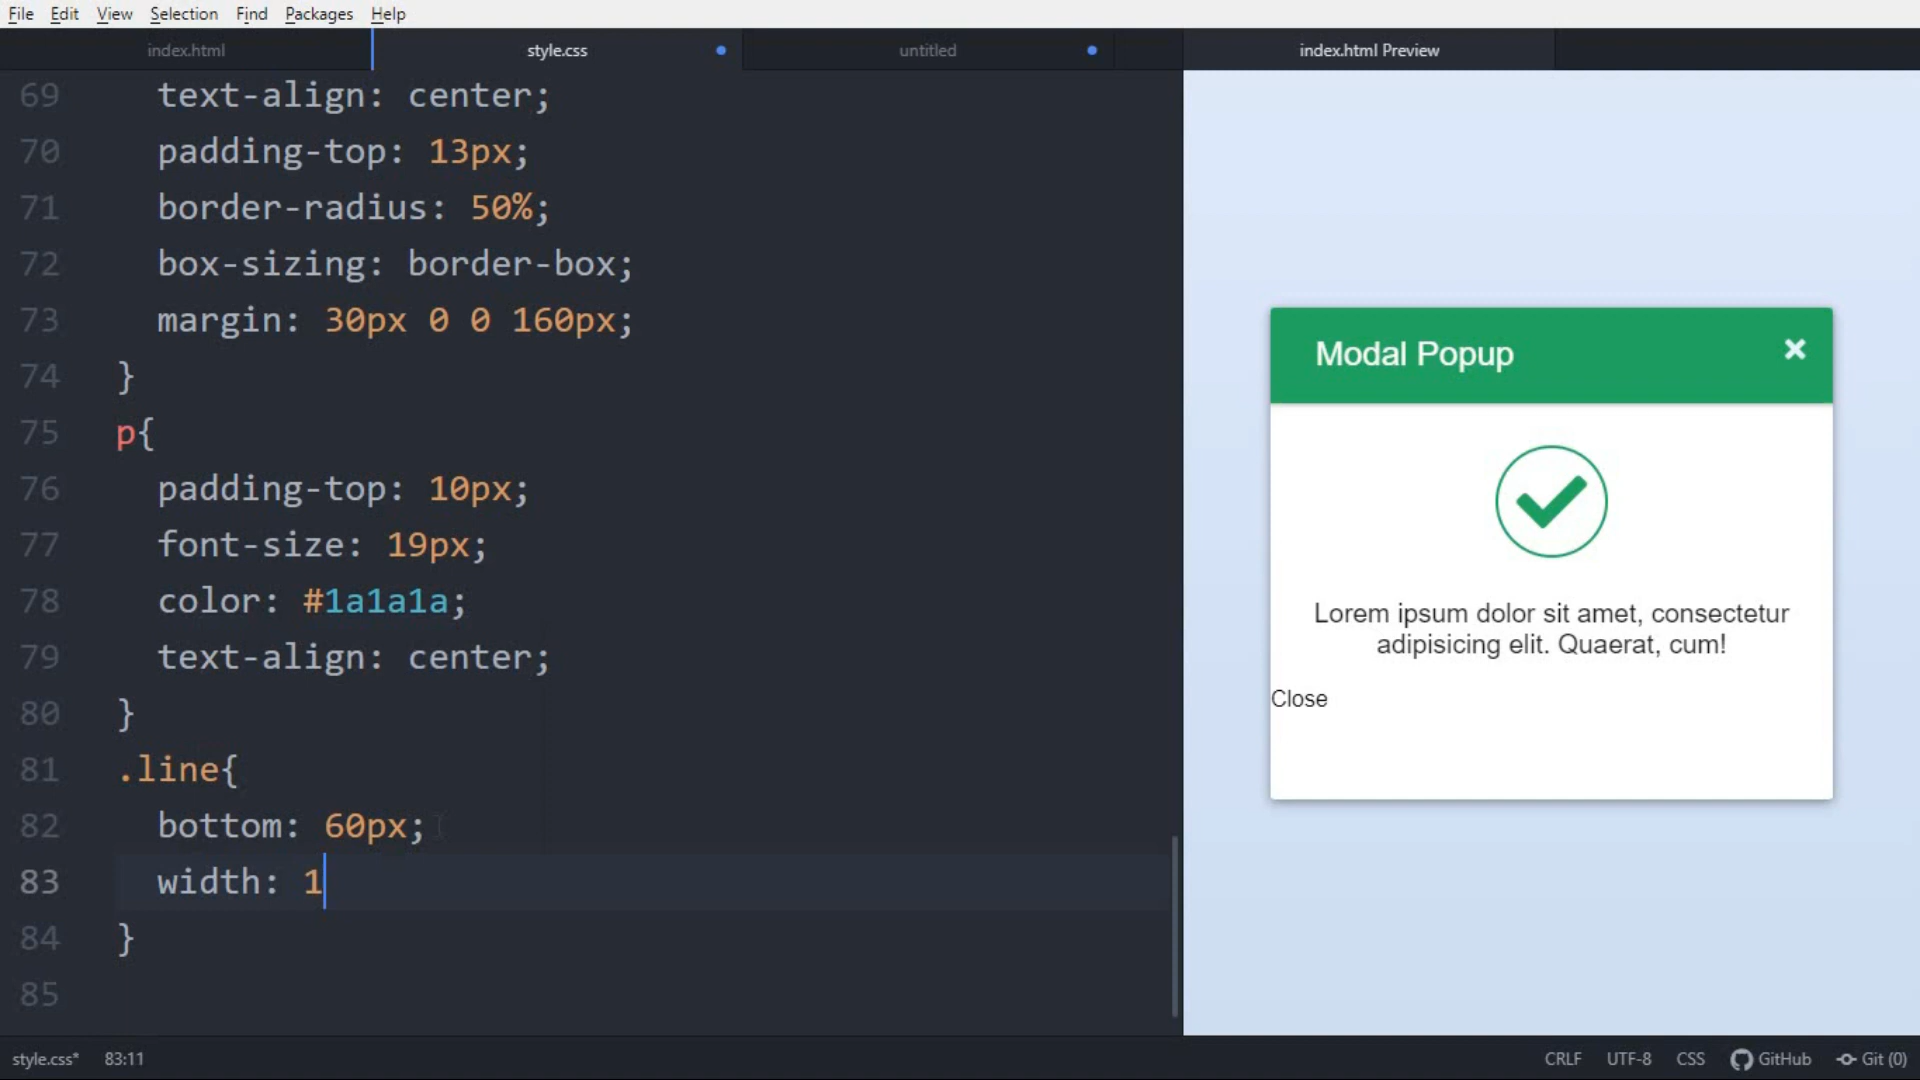 File Edit View Selection Find Packages Help
index.html style.css untitled index.html Preview
69 text-align: center;
70 padding-top: 13px;
71 border-radius: 50%;
72 box-sizing: border-box;
73 margin: 30px 0 0 160px;
74 }
75 p{
76 padding-top: 10px;
77 font-size: 19px;
78 color: #1a1a1a;
79 text-align: center;
80 }
81 .line{
82 bottom: 60px;
83 width: 1
84 }
85
Modal Popup
Lorem ipsum dolor sit amet, consectetur
adipisicing elit. Quaerat, cum!
Close
style.css* 83:11 CRLF UTF-8 CSS GitHub Git (0)